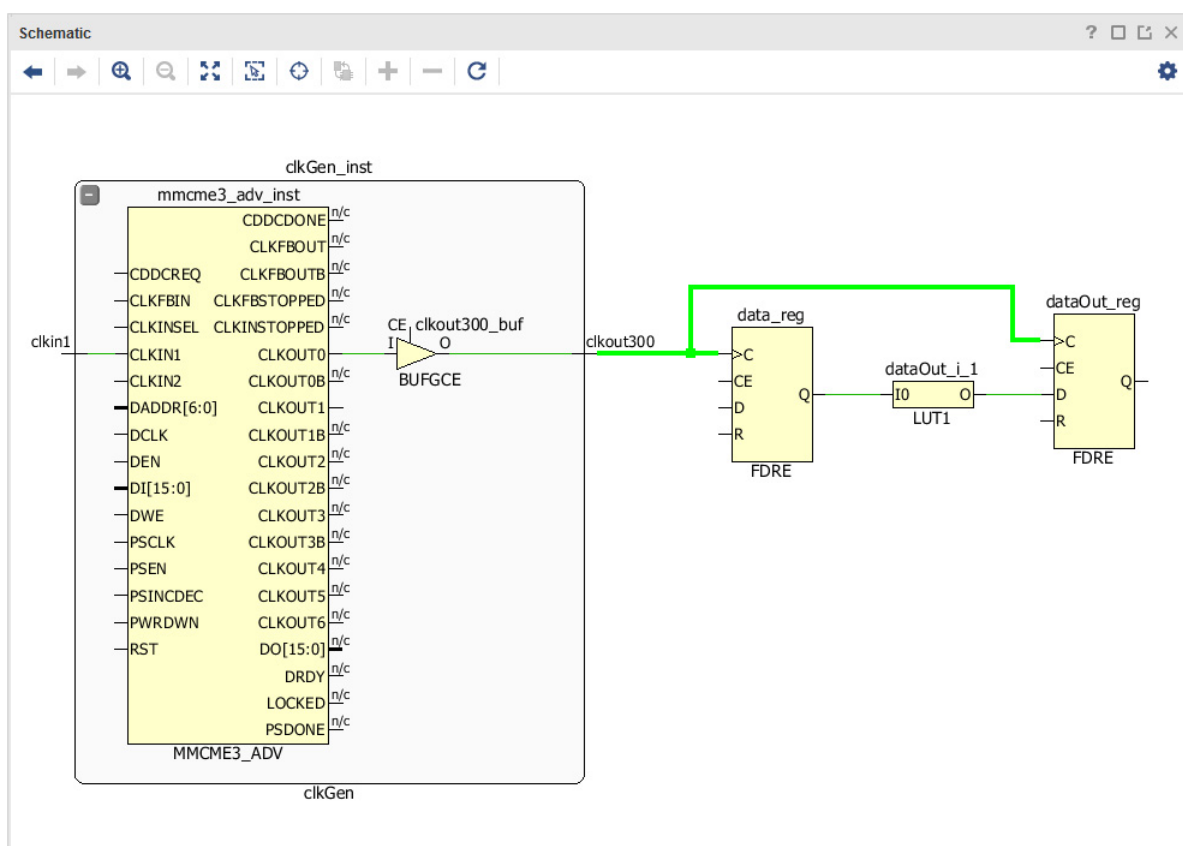 Schematic
?
clkGen_inst
mmcme3_adv_inst
CDDCDONE n/c
CLKFBOUT n/c
CDDCREQ CLKFBOUTB n/c
CLKFBIN CLKFBSTOPPED n/c
CLKINSEL CLKINSTOPPED n/c
clkin1 CLKIN1 CLKOUT0
CLKIN2 CLKOUT0B n/c
DADDR[6:0] CLKOUT1
DCLK CLKOUT1B n/c
DEN CLKOUT2 n/c
DI[15:0] CLKOUT2B n/c
DWE CLKOUT3 n/c
PSCLK CLKOUT3B n/c
PSEN CLKOUT4 n/c
PSINCDEC CLKOUT5 n/c
PWRDWN CLKOUT6 n/c
RST DO[15:0] n/c
DRDY n/c
LOCKED n/c
PSDONE n/c
MMCME3_ADV
CE clkout300_buf
I O
BUFGCE
clkGen
clkout300
data_reg
C
CE
D Q
R
FDRE
dataOut_i_1
I0 O
LUT1
dataOut_reg
C
CE
D Q
R
FDRE